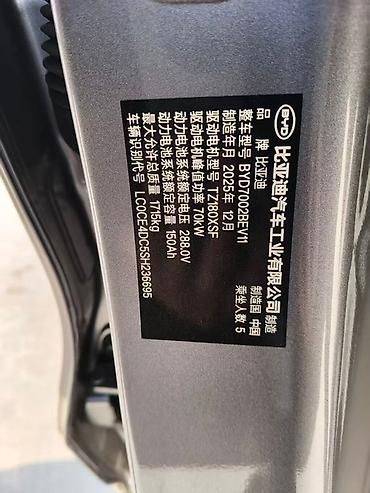 BYD 比亚迪汽车工业有限公司 制造
品 牌 比亚迪 制造国 中国
整车型号 BYD7002BEV11 乘坐人数 5
制造年月 2025年 12月
驱动电机型号 TZ180XSF
驱动电机峰值功率 70kW
动力电池系统额定电压 288.0V
动力电池系统额定容量 150Ah
最大允许总质量 1715kg
车辆识别代号 LC0CE4DC5SH236695